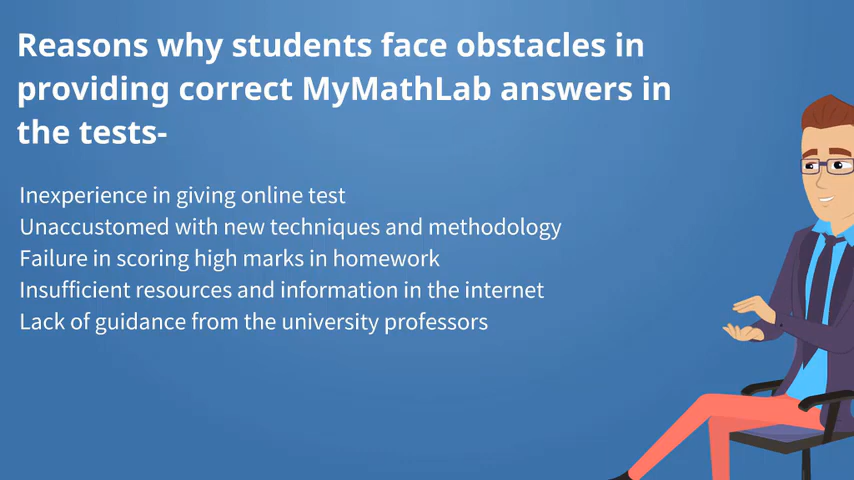 Reasons why students face obstacles in
providing correct MyMathLab answers in
the tests-
Inexperience in giving online test
Unaccustomed with new techniques and methodology
Failure in scoring high marks in homework
Insufficient resources and information in the internet
Lack of guidance from the university professors